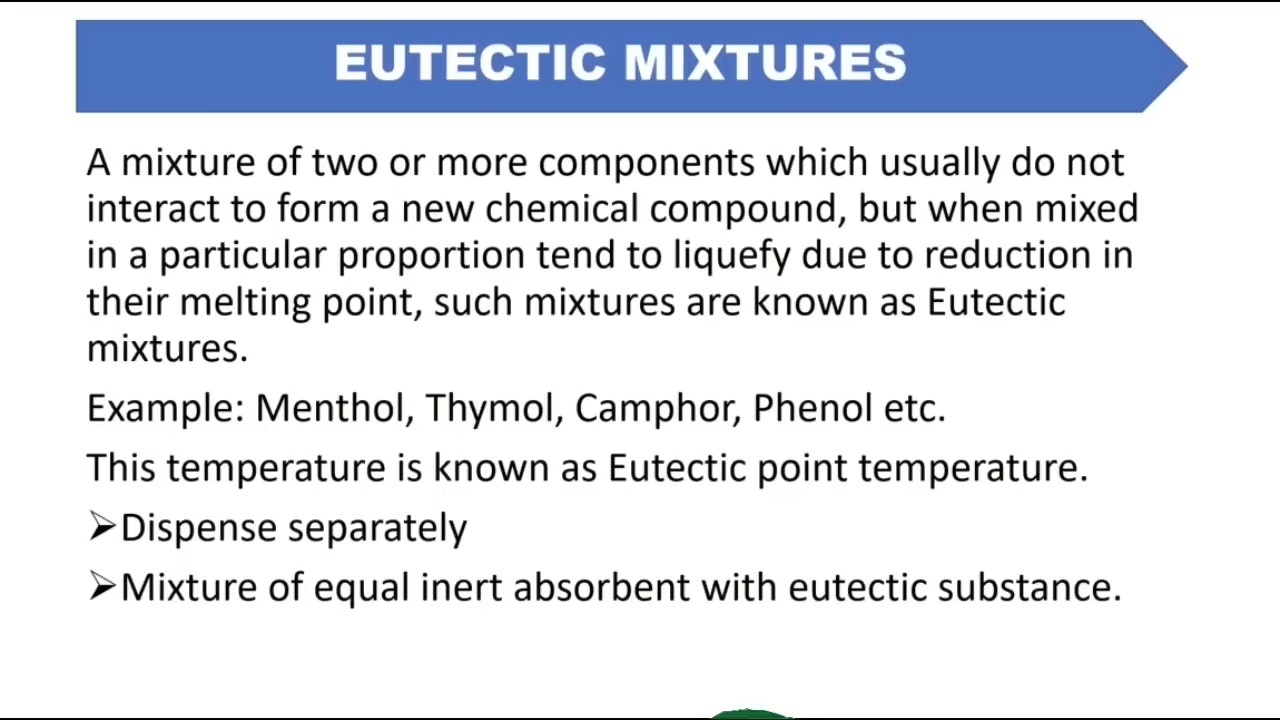 EUTECTIC MIXTURES
A mixture of two or more components which usually do not
interact to form a new chemical compound, but when mixed
in a particular proportion tend to liquefy due to reduction in
their melting point, such mixtures are known as Eutectic
mixtures.
Example: Menthol, Thymol, Camphor, Phenol etc.
This temperature is known as Eutectic point temperature.
➢Dispense separately
➢Mixture of equal inert absorbent with eutectic substance.